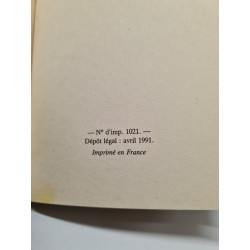 — N° d'imp. 1021. —
Dépôt légal : avril 1991.
Imprimé en France